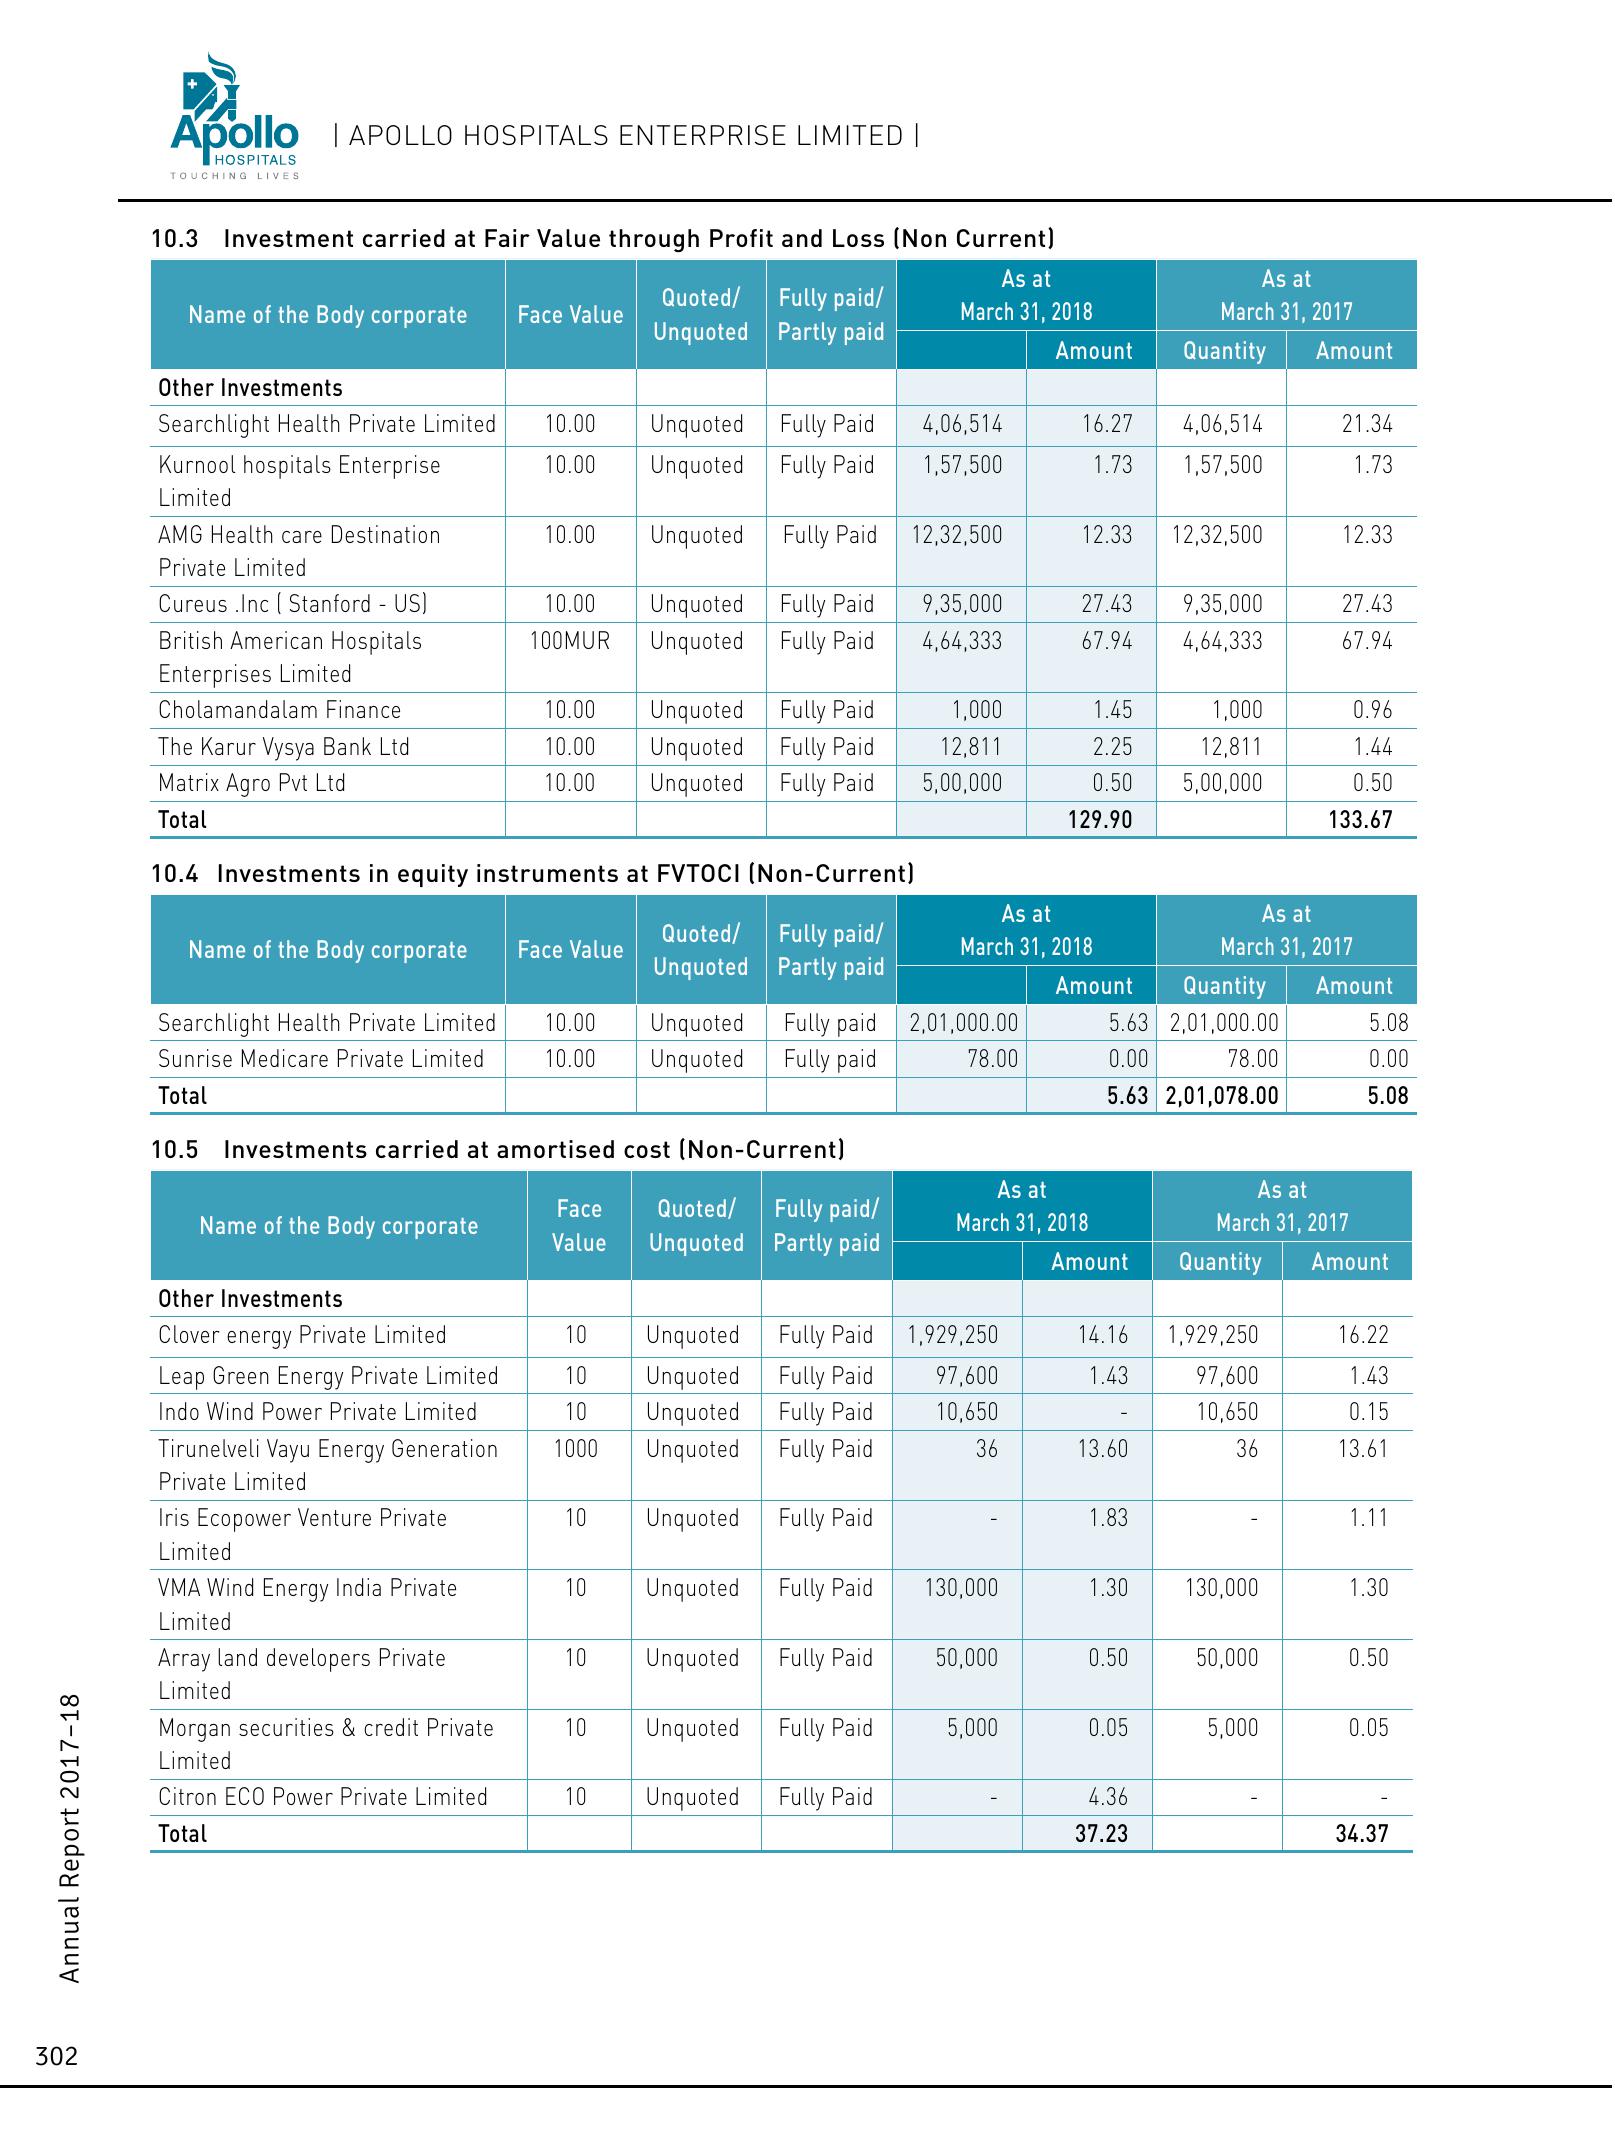 Apollo
HOSPITALS
TOUCHING LIVES
| APOLLO HOSPITALS ENTERPRISE LIMITED |
10.3 Investment carried at Fair Value through Profit and Loss (Non Current)
Name of the Body corporate Face Value Quoted/ Unquoted Fully paid/ Partly paid As at March 31, 2018 As at March 31, 2017
Amount Quantity Amount
Other Investments
Searchlight Health Private Limited 10.00 Unquoted Fully Paid 4,06,514 16.27 4,06,514 21.34
Kurnool hospitals Enterprise 10.00 Unquoted Fully Paid 1,57,500 1.73 1,57,500 1.73
Limited
AMG Health care Destination 10.00 Unquoted Fully Paid 12,32,500 12.33 12,32,500 12.33
Private Limited
Cureus .Inc ( Stanford - US) 10.00 Unquoted Fully Paid 9,35,000 27.43 9,35,000 27.43
British American Hospitals 100MUR Unquoted Fully Paid 4,64,333 67.94 4,64,333 67.94
Enterprises Limited
Cholamandalam Finance 10.00 Unquoted Fully Paid 1,000 1.45 1,000 0.96
The Karur Vysya Bank Ltd 10.00 Unquoted Fully Paid 12,811 2.25 12,811 1.44
Matrix Agro Pvt Ltd 10.00 Unquoted Fully Paid 5,00,000 0.50 5,00,000 0.50
Total 129.90 133.67
10.4 Investments in equity instruments at FVTOCI (Non-Current)
Name of the Body corporate Face Value Quoted/ Unquoted Fully paid/ Partly paid As at March 31, 2018 As at March 31, 2017
Amount Quantity Amount
Searchlight Health Private Limited 10.00 Unquoted Fully paid 2,01,000.00 5.63 2,01,000.00 5.08
Sunrise Medicare Private Limited 10.00 Unquoted Fully paid 78.00 0.00 78.00 0.00
Total 5.63 2,01,078.00 5.08
10.5 Investments carried at amortised cost (Non-Current)
Name of the Body corporate Face Value Quoted/ Unquoted Fully paid/ Partly paid As at March 31, 2018 As at March 31, 2017
Amount Quantity Amount
Other Investments
Clover energy Private Limited 10 Unquoted Fully Paid 1,929,250 14.16 1,929,250 16.22
Leap Green Energy Private Limited 10 Unquoted Fully Paid 97,600 1.43 97,600 1.43
Indo Wind Power Private Limited 10 Unquoted Fully Paid 10,650 - 10,650 0.15
Tirunelveli Vayu Energy Generation 1000 Unquoted Fully Paid 36 13.60 36 13.61
Private Limited
Iris Ecopower Venture Private 10 Unquoted Fully Paid - 1.83 - 1.11
Limited
VMA Wind Energy India Private 10 Unquoted Fully Paid 130,000 1.30 130,000 1.30
Limited
Array land developers Private 10 Unquoted Fully Paid 50,000 0.50 50,000 0.50
Limited
Morgan securities & credit Private 10 Unquoted Fully Paid 5,000 0.05 5,000 0.05
Limited
Citron ECO Power Private Limited 10 Unquoted Fully Paid - 4.36 - -
Total 37.23 34.37
Annual Report 2017-18
302